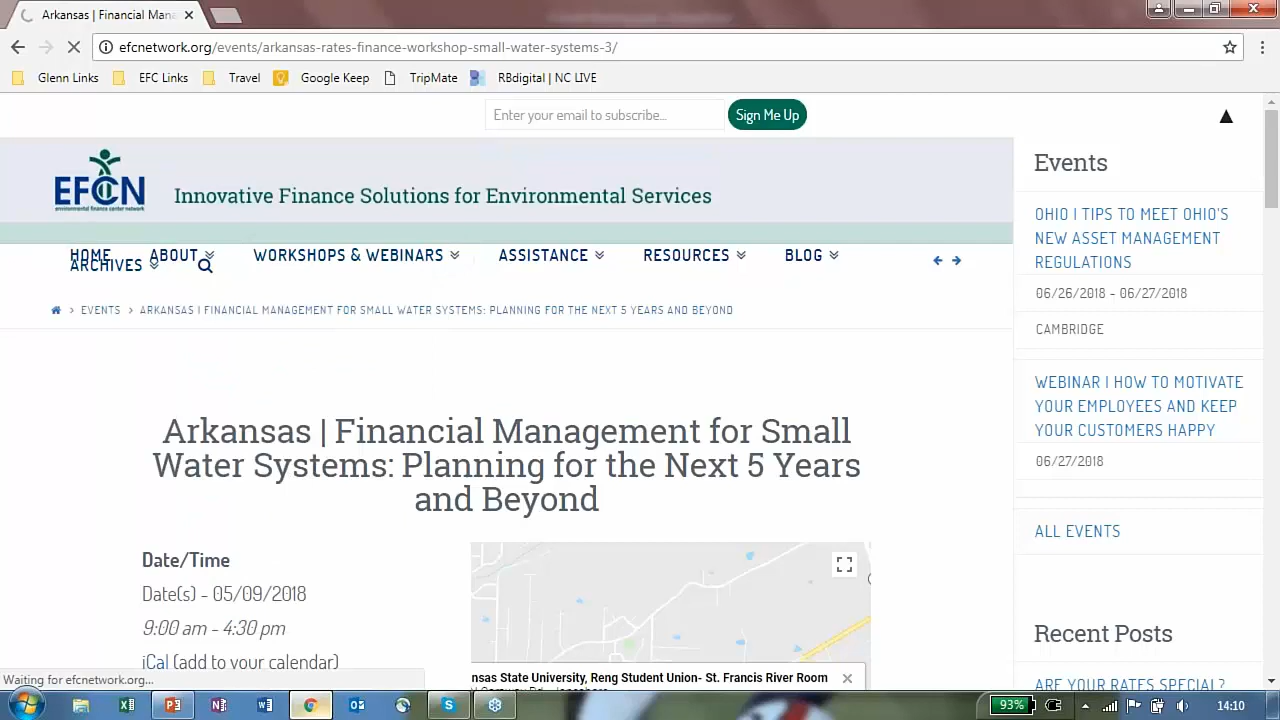 Arkansas | Financial Mana
efcnetwork.org/events/arkansas-rates-finance-workshop-small-water-systems-3/
Glenn Links EFC Links Travel Google Keep TripMate RBdigital | NC LIVE
Enter your email to subscribe... Sign Me Up
EFCN
environmental finance center network
Innovative Finance Solutions for Environmental Services
HOME ABOUT WORKSHOPS & WEBINARS ASSISTANCE RESOURCES BLOG
ARCHIVES
EVENTS > ARKANSAS | FINANCIAL MANAGEMENT FOR SMALL WATER SYSTEMS: PLANNING FOR THE NEXT 5 YEARS AND BEYOND
Arkansas | Financial Management for Small
Water Systems: Planning for the Next 5 Years
and Beyond
Date/Time
Date(s) - 05/09/2018
9:00 am - 4:30 pm
iCal (add to your calendar)
nsas State University, Reng Student Union- St. Francis River Room
Events
OHIO | TIPS TO MEET OHIO'S
NEW ASSET MANAGEMENT
REGULATIONS
06/26/2018 - 06/27/2018
CAMBRIDGE
WEBINAR | HOW TO MOTIVATE
YOUR EMPLOYEES AND KEEP
YOUR CUSTOMERS HAPPY
06/27/2018
ALL EVENTS
Recent Posts
ARE YOUR RATES SPECIAL?
Waiting for efcnetwork.org...
93%
14:10